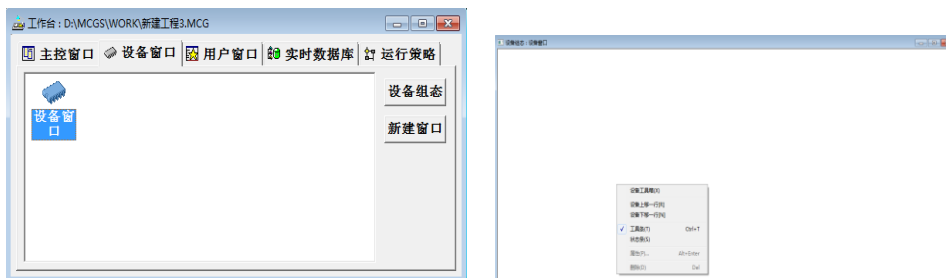 工作台 : D:\MCGS\WORK\新建工程3.MCG
主控窗口 设备窗口 用户窗口 实时数据库 运行策略
设备窗
口
设备组态
新建窗口
设备组态 : 设备窗口
设备工具箱(X)
设备上移一行(R)
设备下移一行(N)
工具条(T) Ctrl+T
状态条(S)
属性(P)... Alt+Enter
删除(D) Del